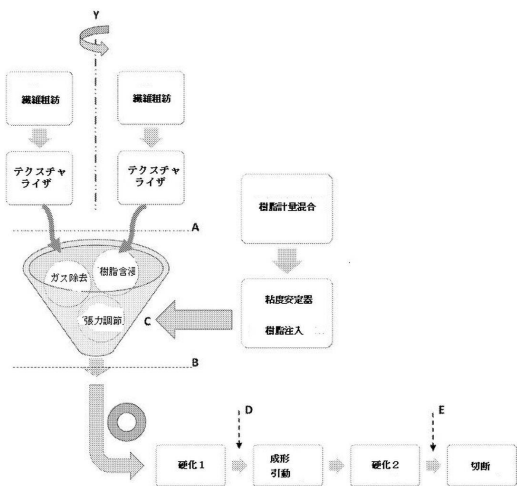 Y
繊維粗紡
繊維粗紡
テクスチャ
ライザ
テクスチャ
ライザ
A
樹脂計量混合
ガス除去
樹脂含浸
張力調節
C
粘度安定器
樹脂注入
B
D
E
硬化1
成形
引動
硬化2
切断